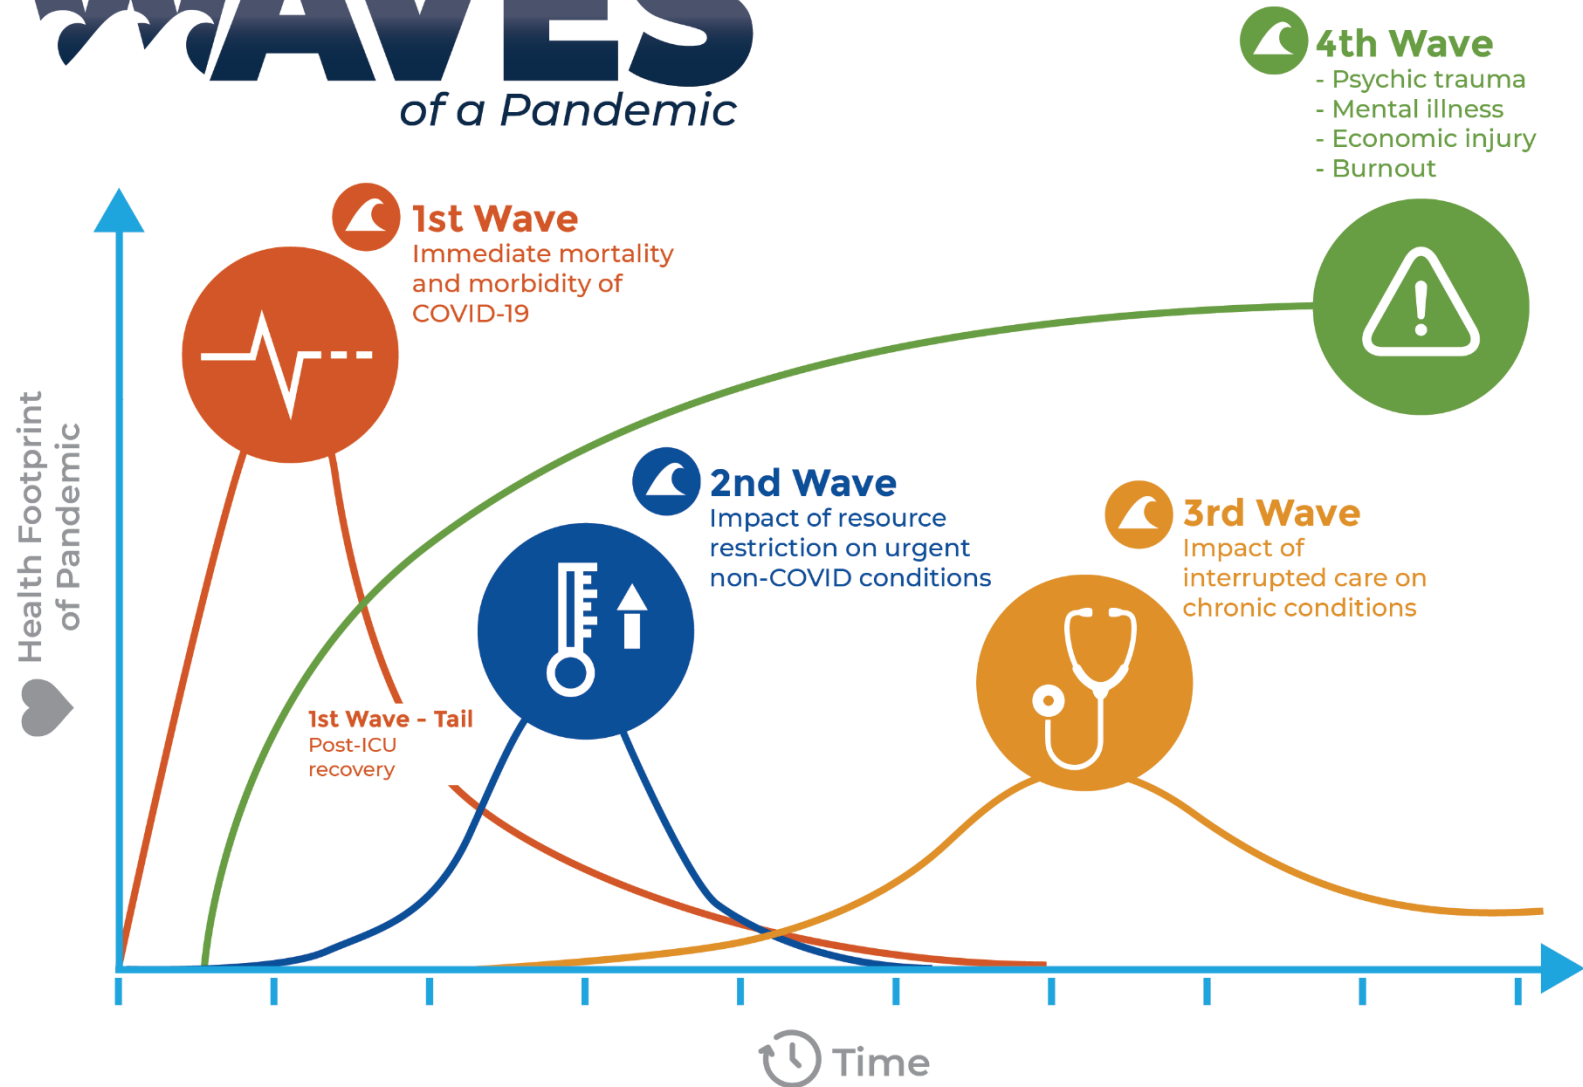 WAVES
of a Pandemic
4th Wave
- Psychic trauma
- Mental illness
- Economic injury
- Burnout
1st Wave
Immediate mortality
and morbidity of
COVID-19
2nd Wave
Impact of resource
restriction on urgent
non-COVID conditions
3rd Wave
Impact of
interrupted care on
chronic conditions
1st Wave - Tail
Post-ICU
recovery
Health Footprint
of Pandemic
Time